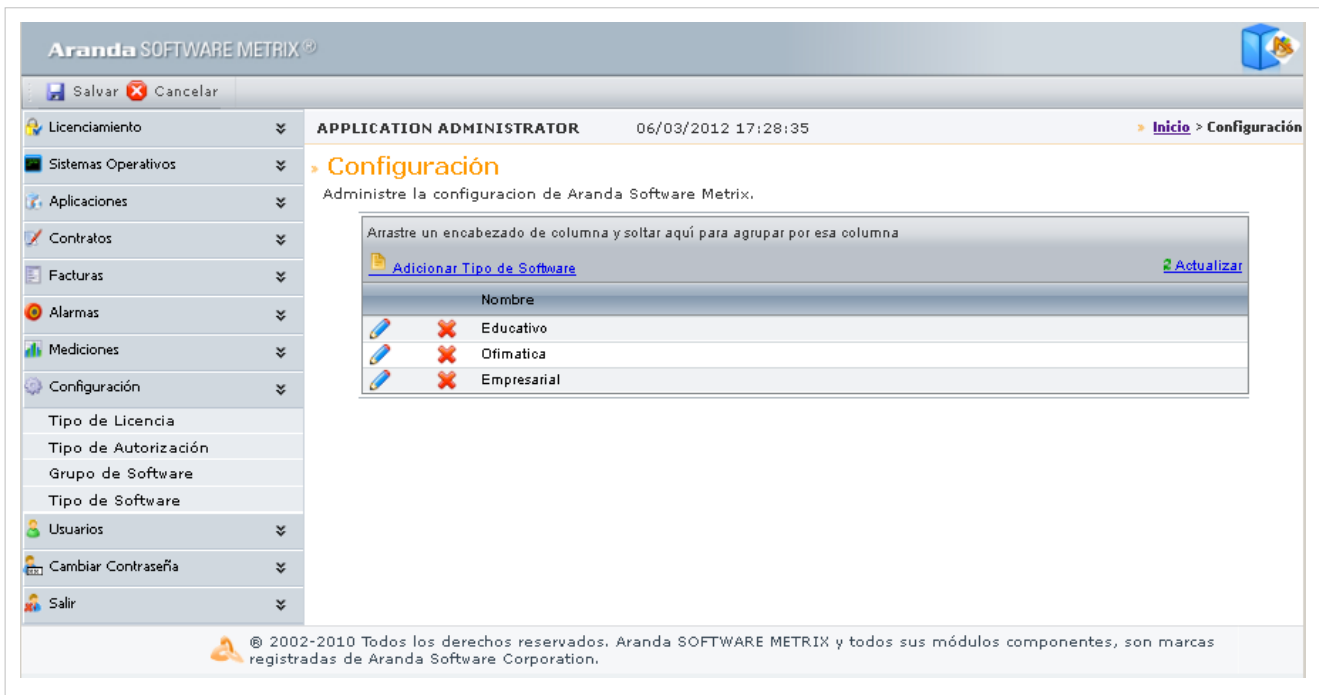 Aranda SOFTWARE METRIX®
Salvar Cancelar
Licenciamiento
Sistemas Operativos
Aplicaciones
Contratos
Facturas
Alarmas
Mediciones
Configuración
Tipo de Licencia
Tipo de Autorización
Grupo de Software
Tipo de Software
Usuarios
Cambiar Contraseña
Salir
APPLICATION ADMINISTRATOR 06/03/2012 17:28:35 » Inicio > Configuración
» Configuración
Administre la configuracion de Aranda Software Metrix.
Arrastre un encabezado de columna y soltar aquí para agrupar por esa columna
Adicionar Tipo de Software Actualizar
Nombre
Educativo
Ofimatica
Empresarial
® 2002-2010 Todos los derechos reservados. Aranda SOFTWARE METRIX y todos sus módulos componentes, son marcas
registradas de Aranda Software Corporation.